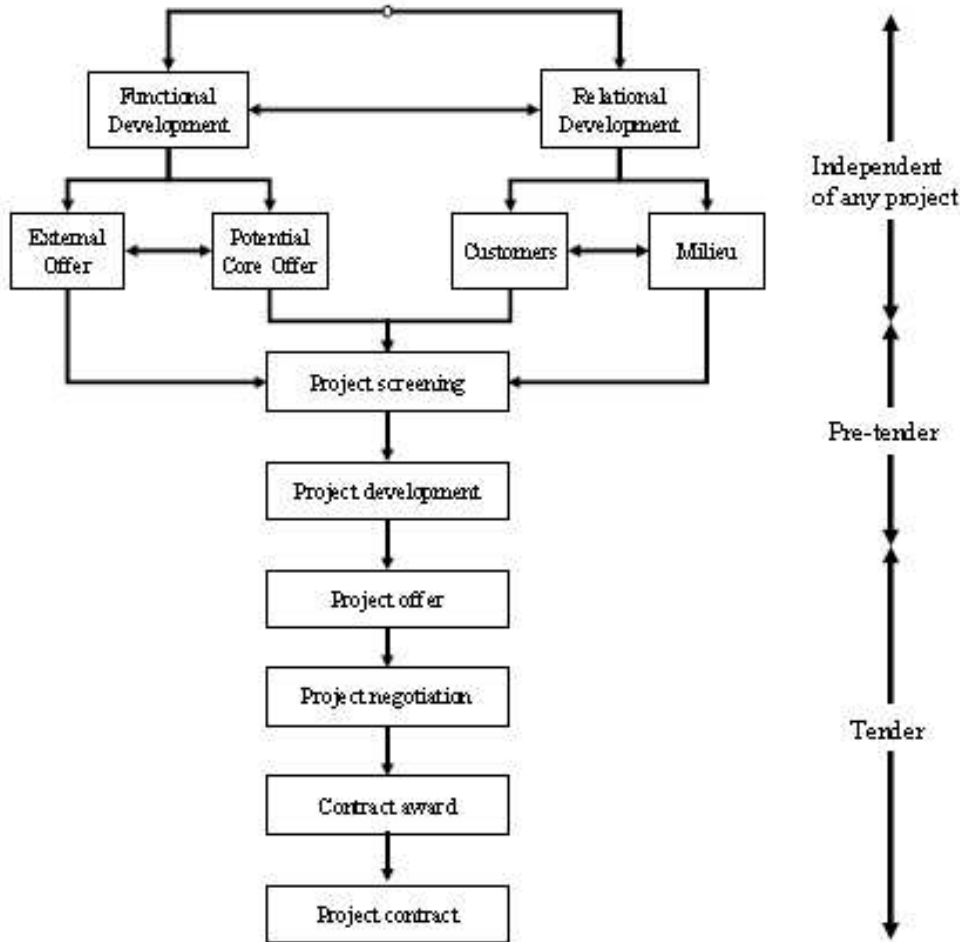 Functional
Development
Relational
Development
Independent
of any project
External
Offer
Potential
Core Offer
Customers
Milieu
Project screening
Pre-tender
Project development
Project offer
Project negotiation
Tender
Contract award
Project contract